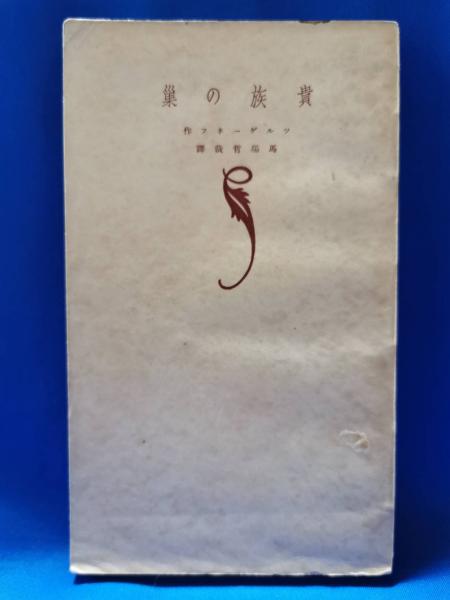 貴族の巣
ツルゲーネフ作
馬場哲哉譯